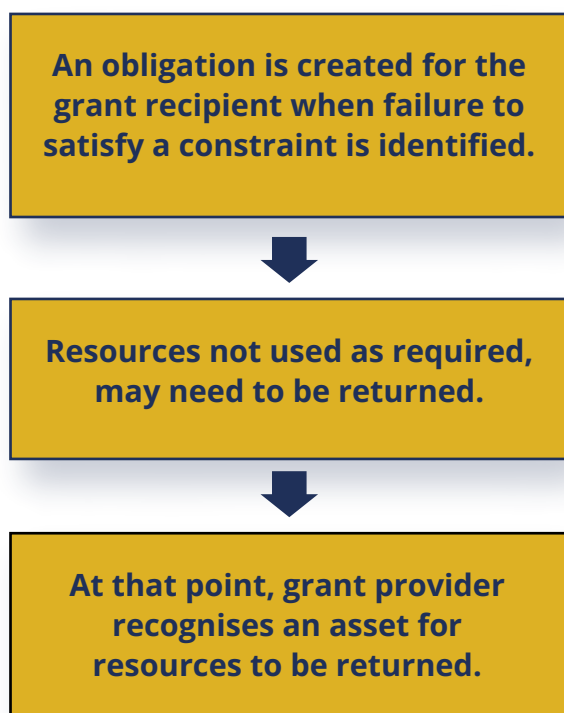 An obligation is created for the
grant recipient when failure to
satisfy a constraint is identified.
Resources not used as required,
may need to be returned.
At that point, grant provider
recognises an asset for
resources to be returned.